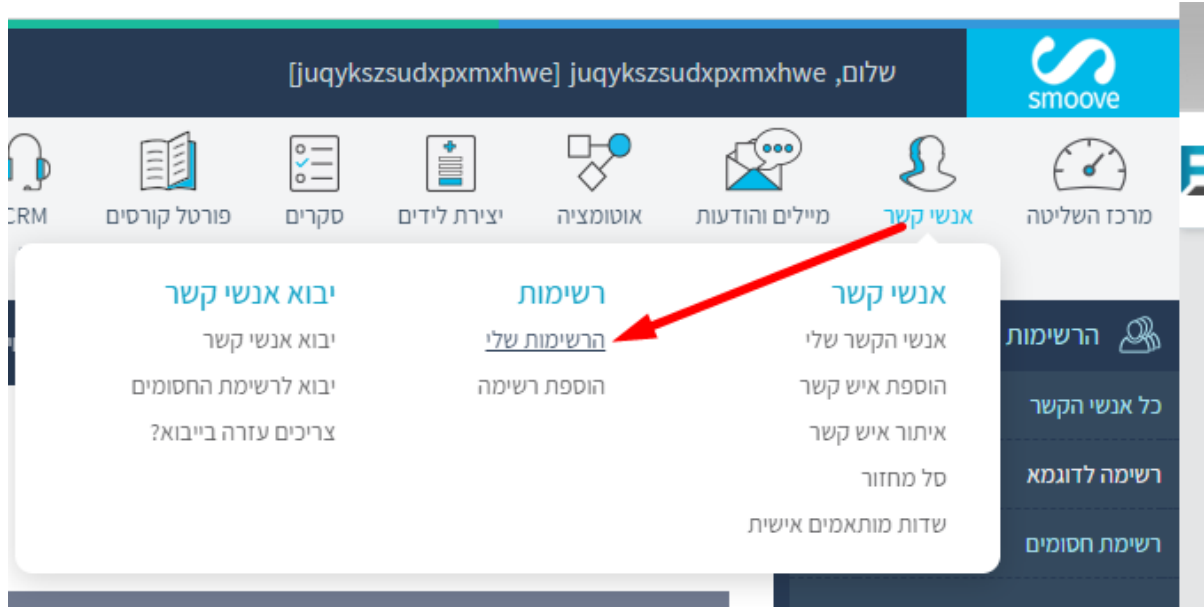 smoove
שלום, juqykszsudxpxmxhwe [juqykszsudxpxmxhwe]
מרכז השליטה
אנשי קשר
מיילים והודעות
אוטומציה
יצירת לידים
סקרים
פורטל קורסים
CRM
אנשי קשר
אנשי הקשר שלי
הוספת איש קשר
איתור איש קשר
סל מחזור
שדות מותאמים אישית
רשימות
הרשימות שלי
הוספת רשימה
יבוא אנשי קשר
יבוא אנשי קשר
יבוא לרשימת החסומים
צריכים עזרה בייבוא?
הרשימות
כל אנשי הקשר
רשימה לדוגמא
רשימת חסומים